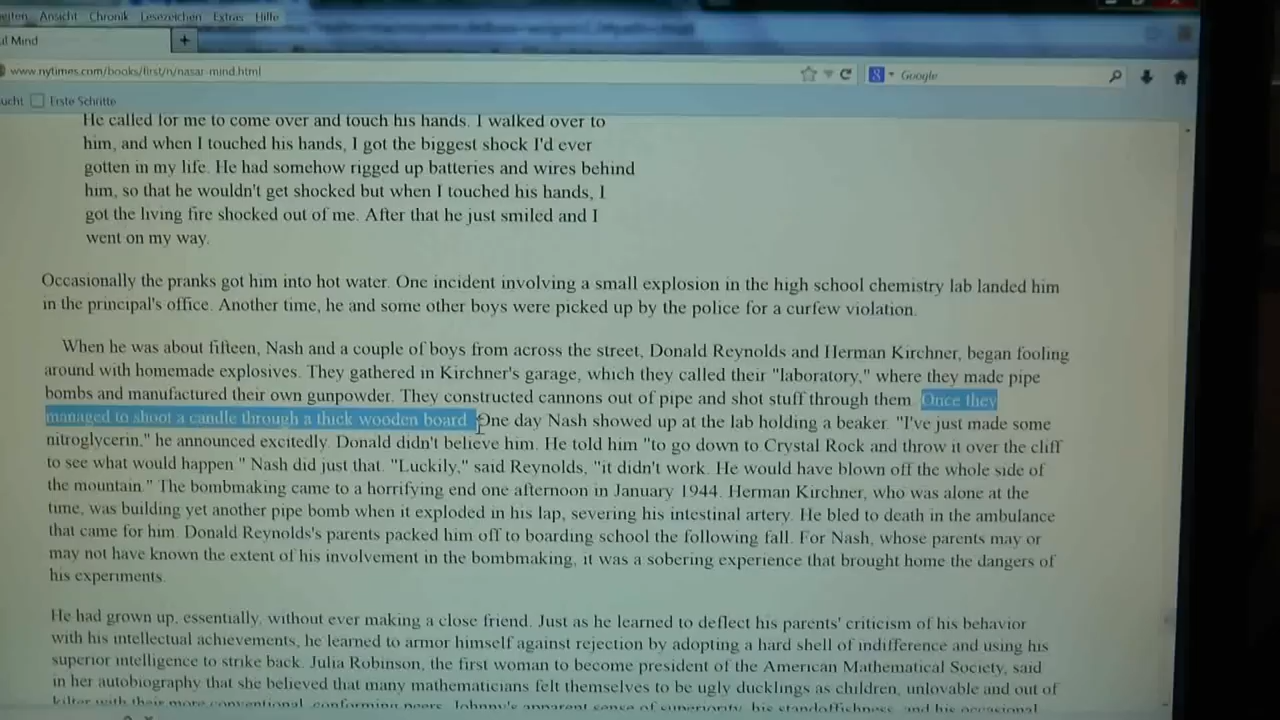 Ansicht Chronik Lesezeichen Extras Hilfe
Mind
+
www.nytimes.com/books/first/n/nasar-mind.html
Google
Erste Schritte
He called for me to come over and touch his hands. I walked over to
him, and when I touched his hands, I got the biggest shock I'd ever
gotten in my life. He had somehow rigged up batteries and wires behind
him, so that he wouldn't get shocked but when I touched his hands, I
got the living fire shocked out of me. After that he just smiled and I
went on my way.
Occasionally the pranks got him into hot water. One incident involving a small explosion in the high school chemistry lab landed him
in the principal's office. Another time, he and some other boys were picked up by the police for a curfew violation.
When he was about fifteen, Nash and a couple of boys from across the street, Donald Reynolds and Herman Kirchner, began fooling
around with homemade explosives. They gathered in Kirchner's garage, which they called their "laboratory," where they made pipe
bombs and manufactured their own gunpowder. They constructed cannons out of pipe and shot stuff through them. Once they
managed to shoot a candle through a thick wooden board. One day Nash showed up at the lab holding a beaker. "I've just made some
nitroglycerin," he announced excitedly. Donald didn't believe him. He told him "to go down to Crystal Rock and throw it over the cliff
to see what would happen." Nash did just that. "Luckily," said Reynolds, "it didn't work. He would have blown off the whole side of
the mountain." The bombmaking came to a horrifying end one afternoon in January 1944. Herman Kirchner, who was alone at the
time, was building yet another pipe bomb when it exploded in his lap, severing his intestinal artery. He bled to death in the ambulance
that came for him. Donald Reynolds's parents packed him off to boarding school the following fall. For Nash, whose parents may or
may not have known the extent of his involvement in the bombmaking, it was a sobering experience that brought home the dangers of
his experiments.
He had grown up, essentially, without ever making a close friend. Just as he learned to deflect his parents' criticism of his behavior
with his intellectual achievements, he learned to armor himself against rejection by adopting a hard shell of indifference and using his
superior intelligence to strike back. Julia Robinson, the first woman to become president of the American Mathematical Society, said
in her autobiography that she believed that many mathematicians felt themselves to be ugly ducklings as children, unlovable and out of
kilter with their more conventional, conforming peers. Johnny's apparent sense of superiority, his standoffishness, and his occasional